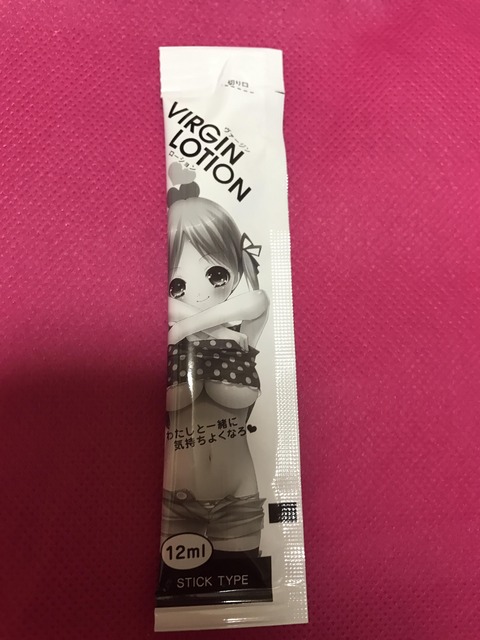 切り口
VIRGIN
ヴァージン
LOTION
ローション
わたしと一緒に
気持ちよくなろ♥
12ml
STICK TYPE